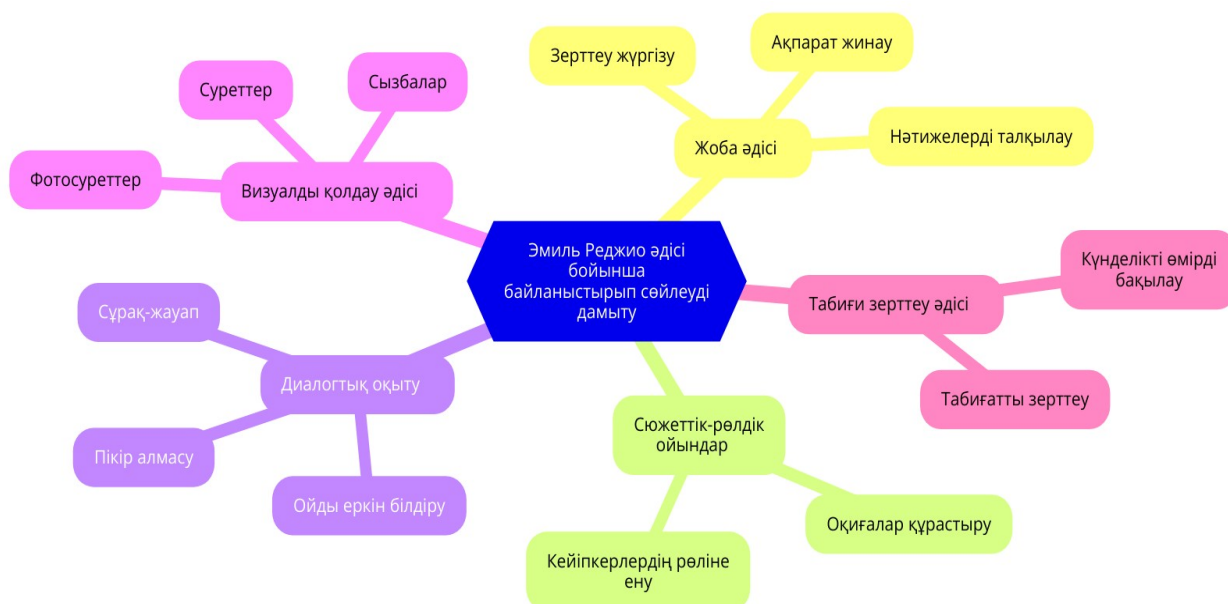 Эмиль Реджио әдісі
бойынша
байланыстырып сөйлеуді
дамыту
Жоба әдісі
Зерттеу жүргізу
Ақпарат жинау
Нәтижелерді талқылау
Табиғи зерттеу әдісі
Күнделікті өмірді
бақылау
Табиғатты зерттеу
Сюжеттік-рөлдік
ойындар
Оқиғалар құрастыру
Кейіпкерлердің рөліне
ену
Диалогтық оқыту
Сұрақ-жауап
Пікір алмасу
Ойды еркін білдіру
Визуалды қолдау әдісі
Фотосуреттер
Суреттер
Сызбалар